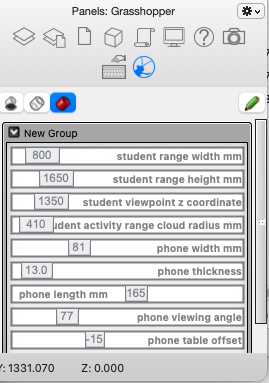 Panels: Grasshopper
New Group
800 student range width mm
1650 student range height mm
1350 student viewpoint z coordinate
410 udent activity range cloud radius mm
81 phone width mm
13.0 phone thickness
phone length mm 165
77 phone viewing angle
-15 phone table offset
Y: 1331.070 Z: 0.000